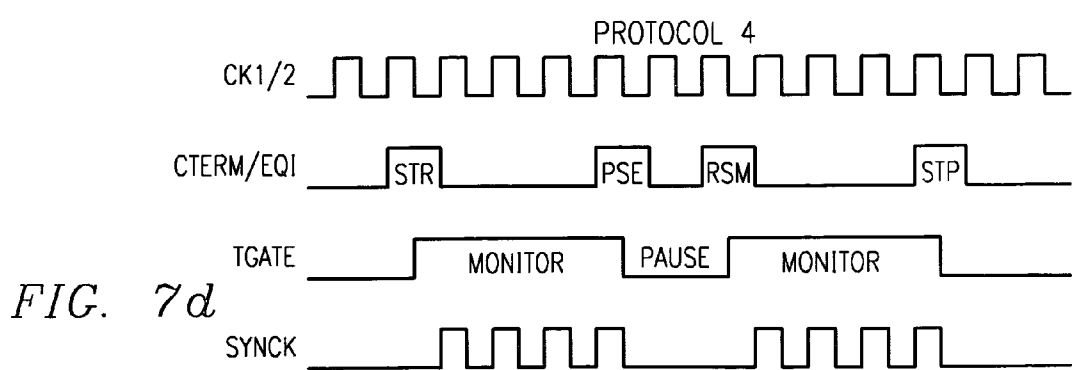 PROTOCOL 4
CK1/2
CTERM/EQI STR PSE RSM STP
TGATE MONITOR PAUSE MONITOR
FIG. 7d
SYNCK